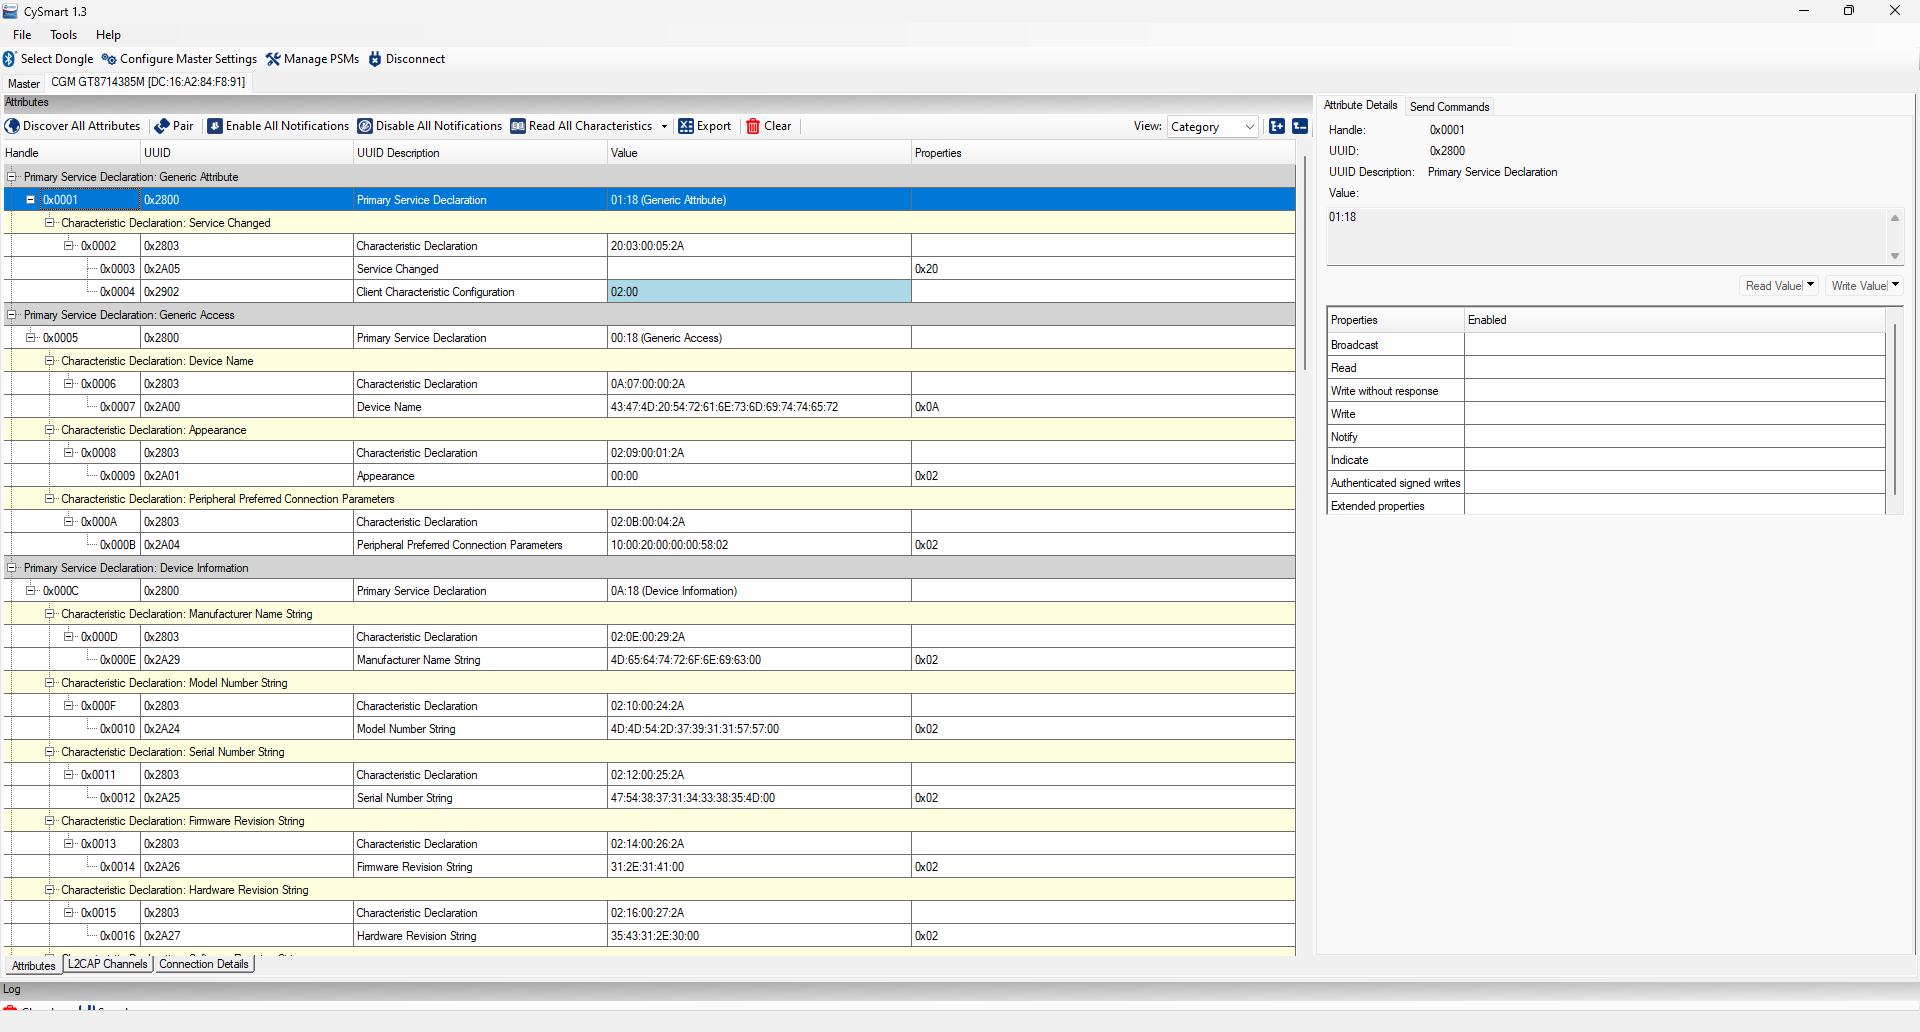 CySmart 1.3
File Tools Help
Select Dongle Configure Master Settings Manage PSMs Disconnect
Master CGM GT8714385M [DC:16:A2:84:F8:91]
Attributes
Discover All Attributes Pair Enable All Notifications Disable All Notifications Read All Characteristics Export Clear View: Category
Handle UUID UUID Description Value Properties
Primary Service Declaration: Generic Attribute
0x0001 0x2800 Primary Service Declaration 01:18 (Generic Attribute)
Characteristic Declaration: Service Changed
0x0002 0x2803 Characteristic Declaration 20:03:00:05:2A
0x0003 0x2A05 Service Changed 0x20
0x0004 0x2902 Client Characteristic Configuration 02:00
Primary Service Declaration: Generic Access
0x0005 0x2800 Primary Service Declaration 00:18 (Generic Access)
Characteristic Declaration: Device Name
0x0006 0x2803 Characteristic Declaration 0A:07:00:00:2A
0x0007 0x2A00 Device Name 43:47:4D:20:54:72:61:6E:73:6D:69:74:74:65:72 0x0A
Characteristic Declaration: Appearance
0x0008 0x2803 Characteristic Declaration 02:09:00:01:2A
0x0009 0x2A01 Appearance 00:00 0x02
Characteristic Declaration: Peripheral Preferred Connection Parameters
0x000A 0x2803 Characteristic Declaration 02:0B:00:04:2A
0x000B 0x2A04 Peripheral Preferred Connection Parameters 10:00:20:00:00:00:58:02 0x02
Primary Service Declaration: Device Information
0x000C 0x2800 Primary Service Declaration 0A:18 (Device Information)
Characteristic Declaration: Manufacturer Name String
0x000D 0x2803 Characteristic Declaration 02:0E:00:29:2A
0x000E 0x2A29 Manufacturer Name String 4D:65:64:74:72:6F:6E:69:63:00 0x02
Characteristic Declaration: Model Number String
0x000F 0x2803 Characteristic Declaration 02:10:00:24:2A
0x0010 0x2A24 Model Number String 4D:4D:54:2D:37:39:31:31:57:57:00 0x02
Characteristic Declaration: Serial Number String
0x0011 0x2803 Characteristic Declaration 02:12:00:25:2A
0x0012 0x2A25 Serial Number String 47:54:38:37:31:34:33:38:35:4D:00 0x02
Characteristic Declaration: Firmware Revision String
0x0013 0x2803 Characteristic Declaration 02:14:00:26:2A
0x0014 0x2A26 Firmware Revision String 31:2E:31:41:00 0x02
Characteristic Declaration: Hardware Revision String
0x0015 0x2803 Characteristic Declaration 02:16:00:27:2A
0x0016 0x2A27 Hardware Revision String 35:43:31:2E:30:00 0x02
Attributes L2CAP Channels Connection Details
Log
Attribute Details Send Commands
Handle: 0x0001
UUID: 0x2800
UUID Description: Primary Service Declaration
Value:
01:18
Read Value Write Value
Properties Enabled
Broadcast
Read
Write without response
Write
Notify
Indicate
Authenticated signed writes
Extended properties